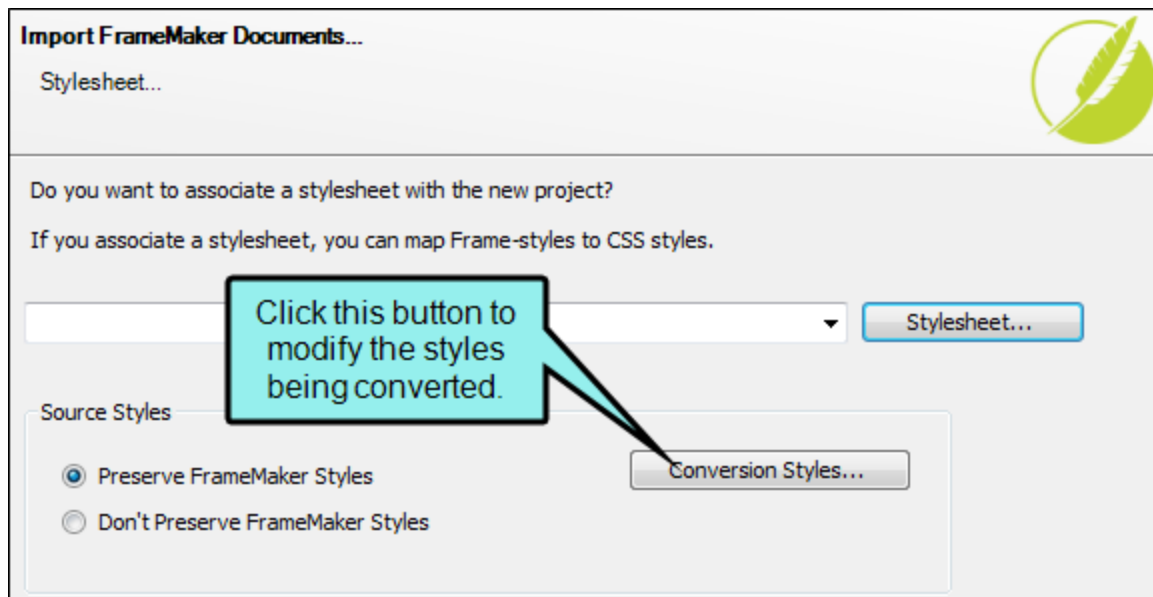 Import FrameMaker Documents...
Stylesheet...
Do you want to associate a stylesheet with the new project?
If you associate a stylesheet, you can map Frame-styles to CSS styles.
Click this button to
modify the styles
being converted.
Stylesheet...
Source Styles
Preserve FrameMaker Styles
Conversion Styles...
Don't Preserve FrameMaker Styles